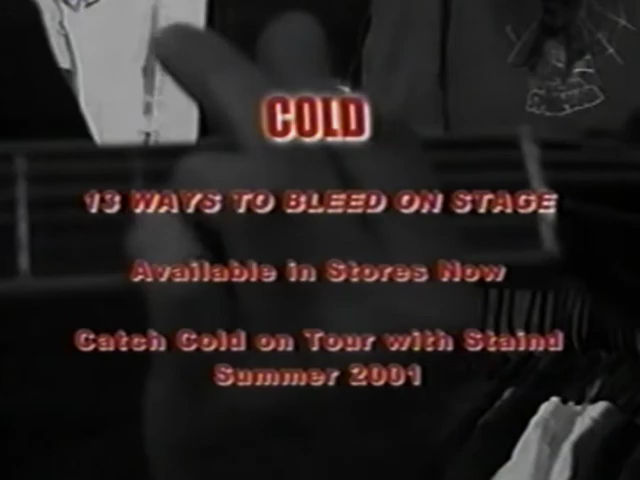 COLD
13 WAYS TO BLEED ON STAGE
Available in Stores Now
Catch Cold on Tour with Staind
Summer 2001